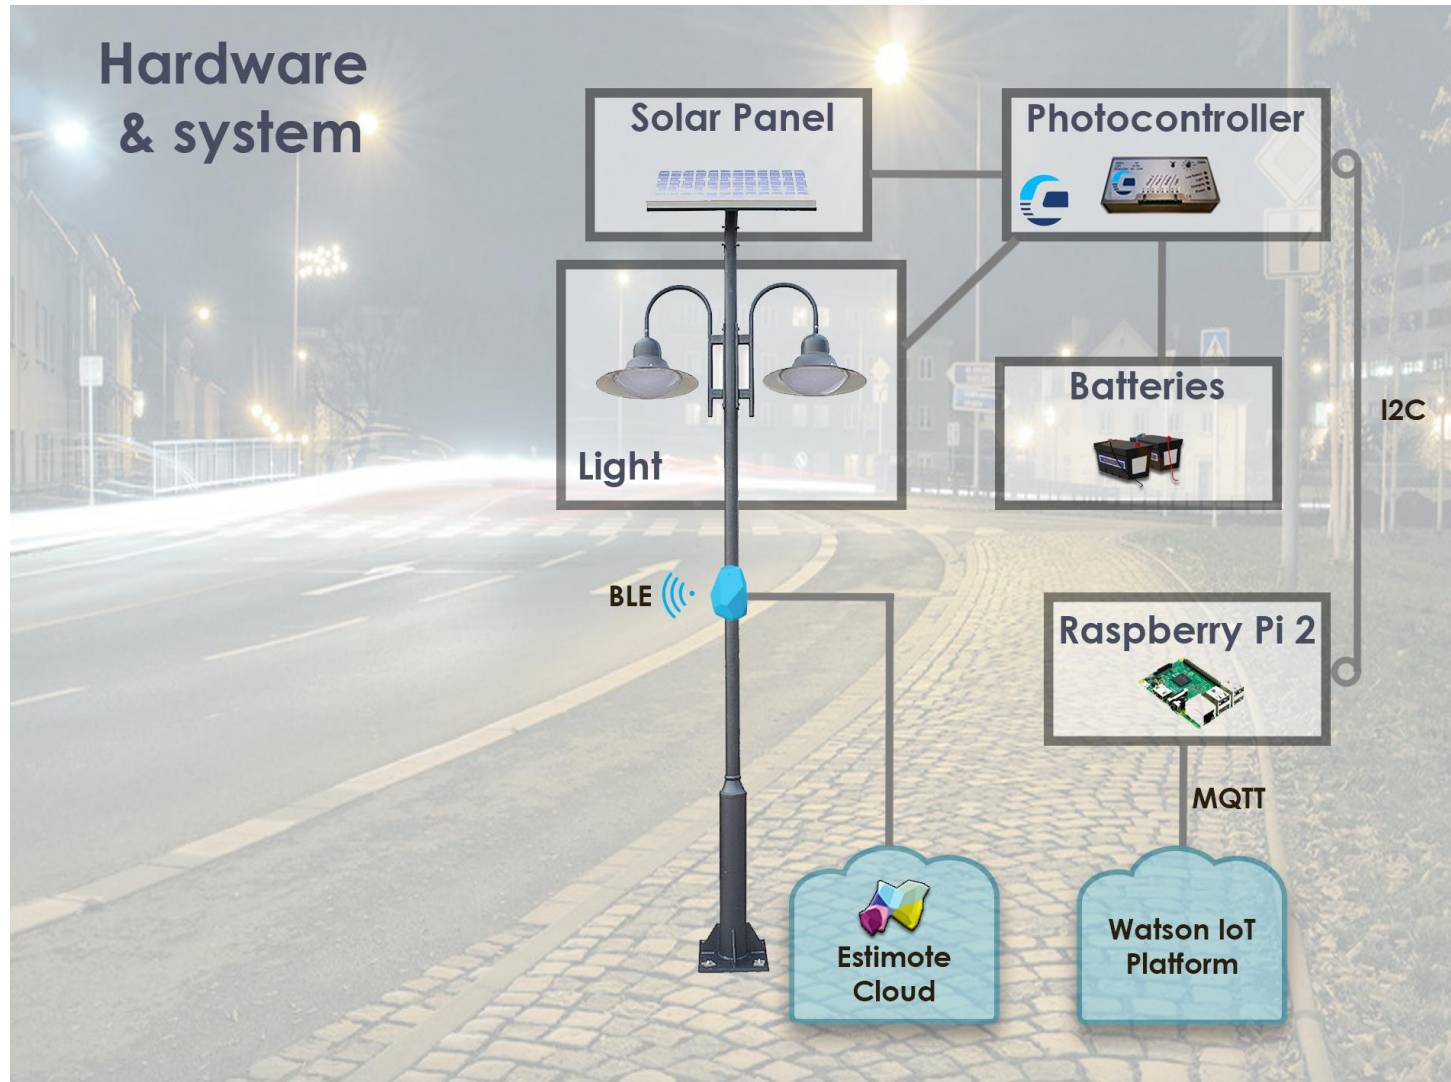 Hardware
& system
Solar Panel
Photocontroller
Light
Batteries
I2C
BLE
Raspberry Pi 2
MQTT
Estimote
Cloud
Watson IoT
Platform